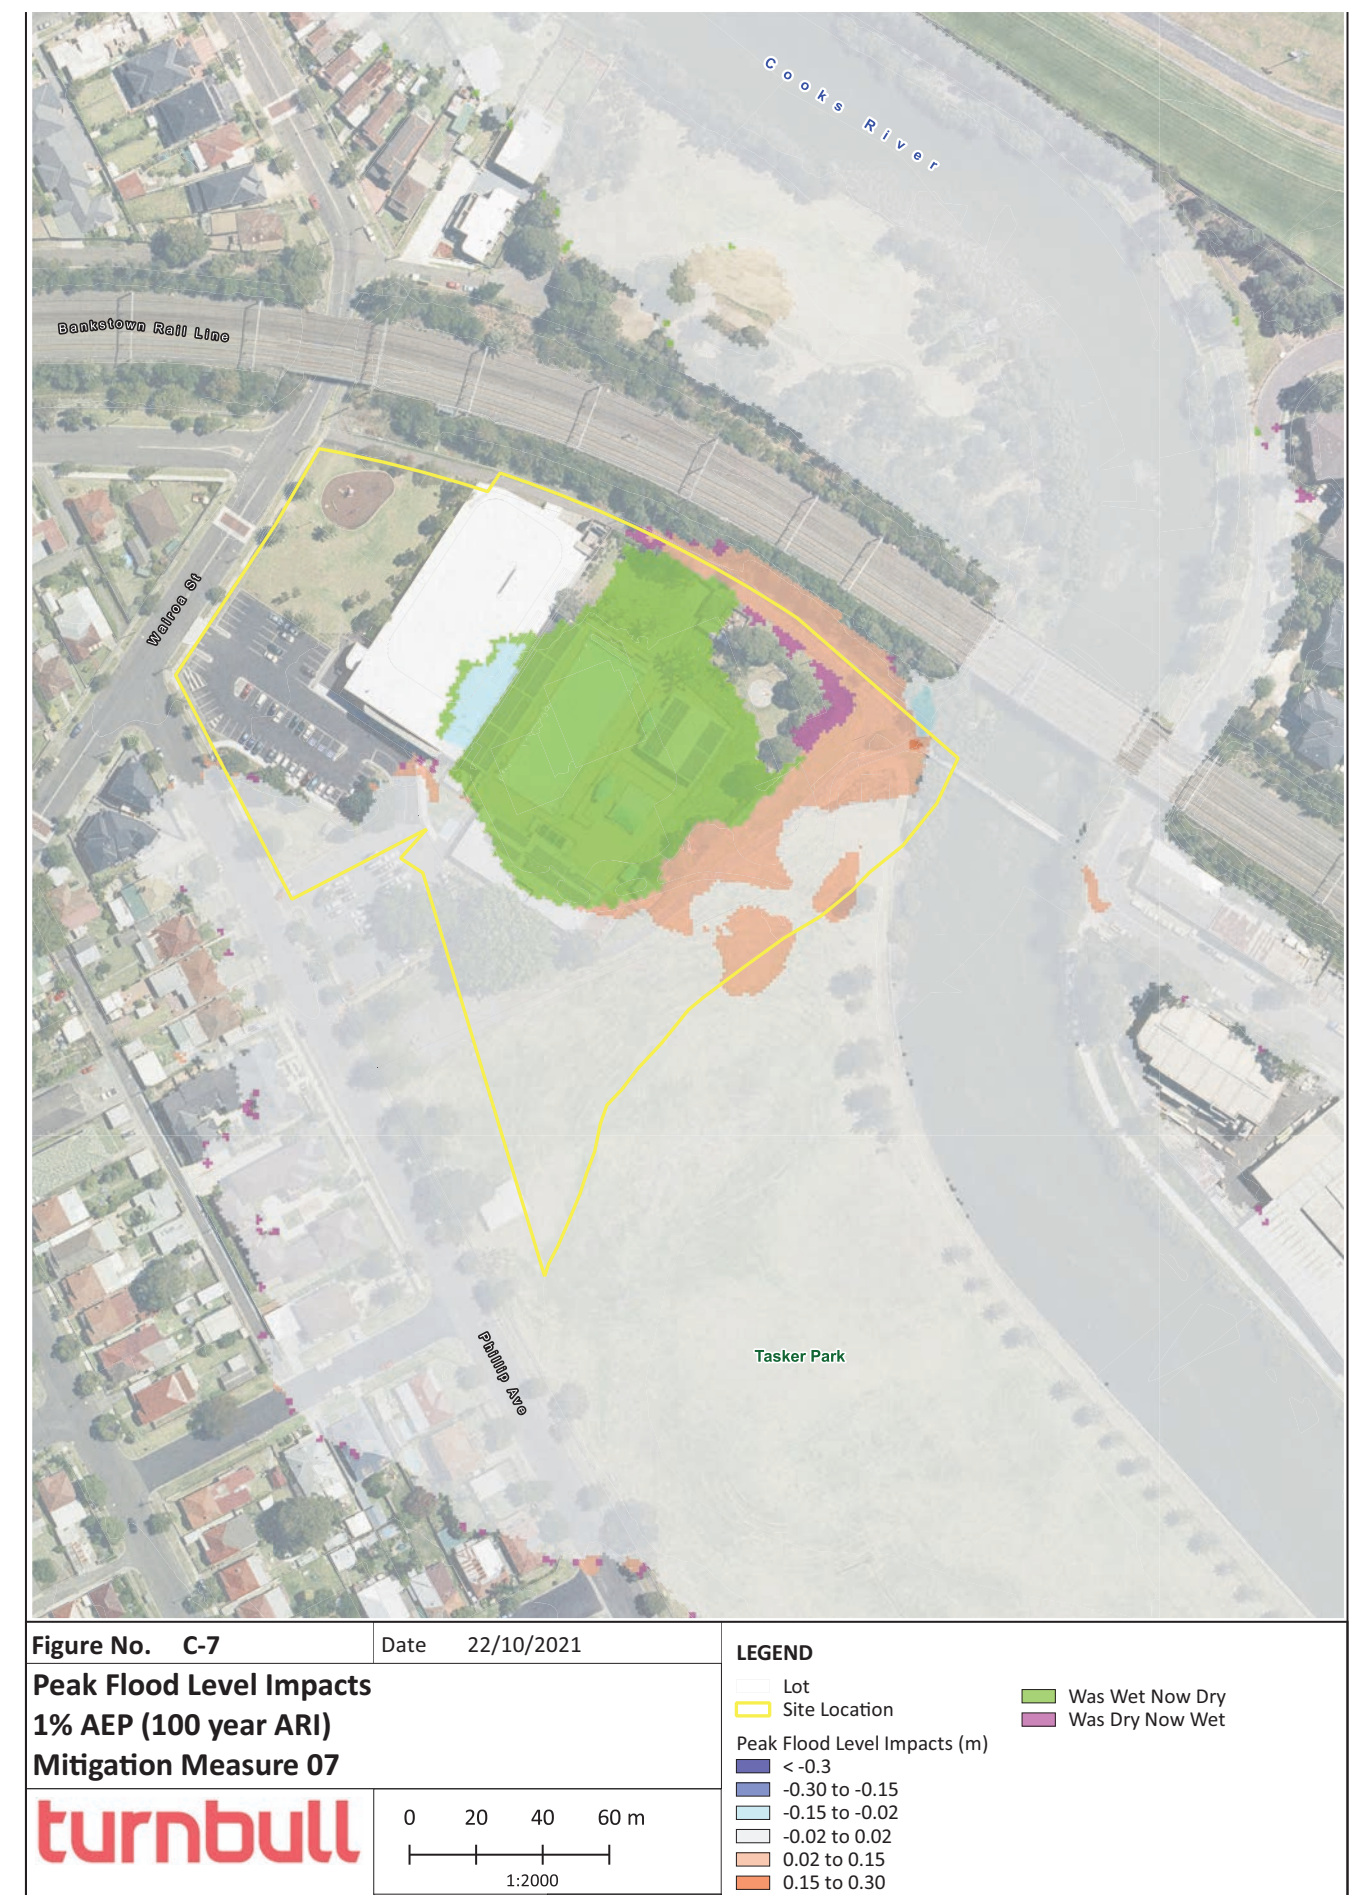 Cooks River
Bankstown Rail Line
Wairoa St
Phillip Ave
Tasker Park
Figure No. C-7
Date 22/10/2021
Peak Flood Level Impacts
1% AEP (100 year ARI)
Mitigation Measure 07
turnbull
0 20 40 60 m
1:2000
LEGEND
Lot
Site Location
Peak Flood Level Impacts (m)
< -0.3
-0.30 to -0.15
-0.15 to -0.02
-0.02 to 0.02
0.02 to 0.15
0.15 to 0.30
Was Wet Now Dry
Was Dry Now Wet